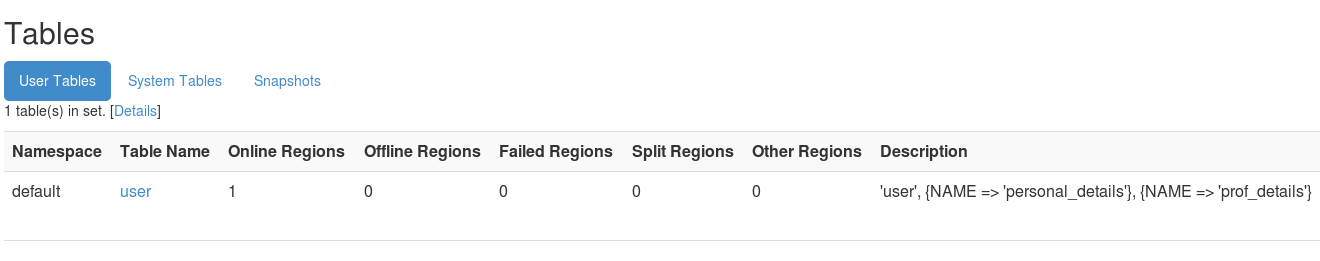 Tables
User Tables System Tables Snapshots
1 table(s) in set. [Details]
Namespace Table Name Online Regions Offline Regions Failed Regions Split Regions Other Regions Description
default user 1 0 0 0 0 'user', {NAME => 'personal_details'}, {NAME => 'prof_details'}